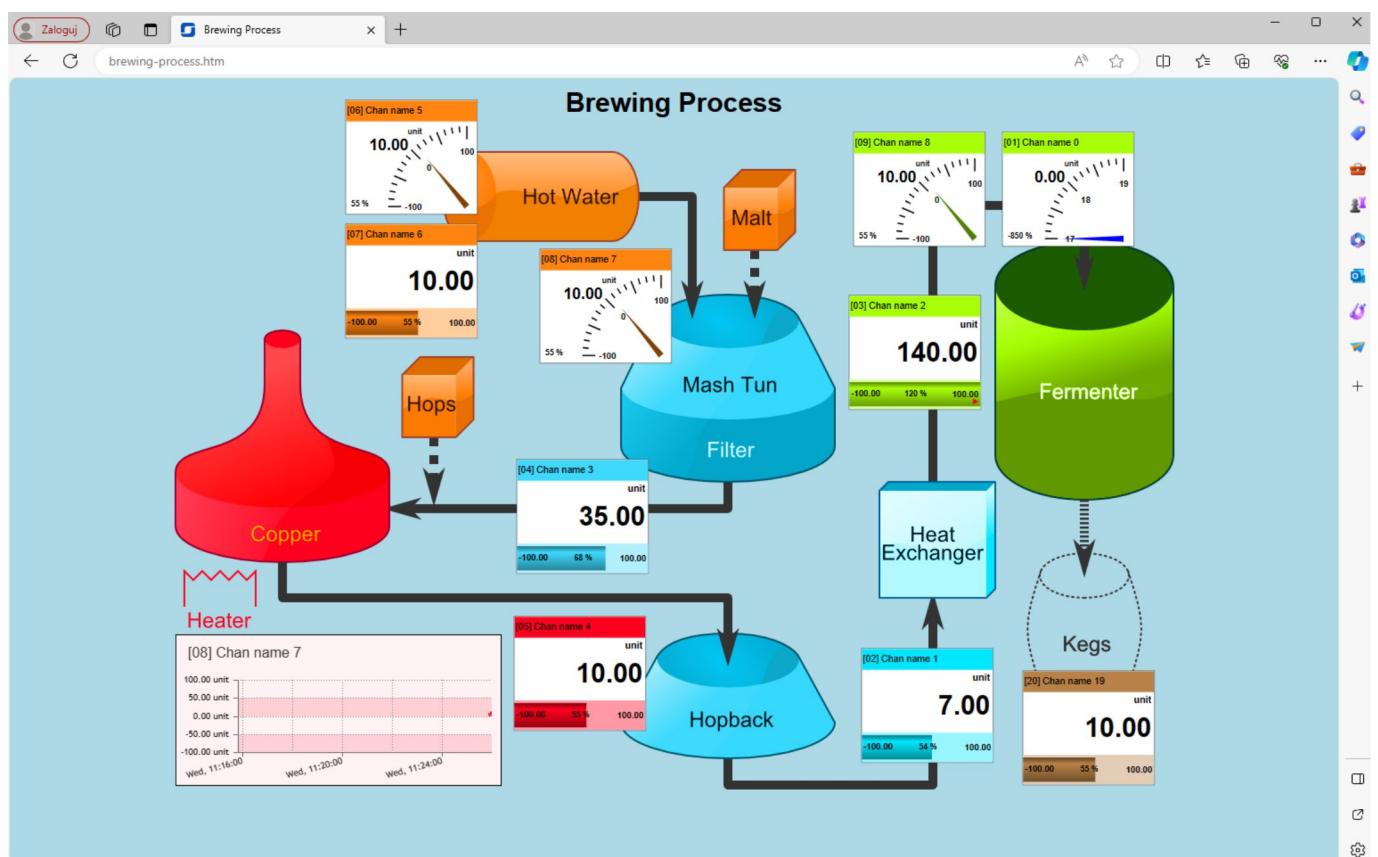 Zaloguj
Brewing Process
brewing-process.htm
Brewing Process
[06] Chan name 5
unit
10.00
100
0
-100
55 %
[07] Chan name 6
unit
10.00
-100.00 55 % 100.00
Hot Water
Malt
[08] Chan name 7
unit
10.00
100
0
-100
55 %
Mash Tun
Filter
Hops
Copper
Heater
[04] Chan name 3
unit
35.00
-100.00 68 % 100.00
[09] Chan name 8
unit
10.00
100
0
-100
55 %
[01] Chan name 0
unit
0.00
19
18
17
-850 %
[03] Chan name 2
unit
140.00
-100.00 120 % 100.00
Fermenter
Heat
Exchanger
Kegs
[08] Chan name 7
100.00 unit
50.00 unit
0.00 unit
-50.00 unit
-100.00 unit
Wed, 11:16:00 Wed, 11:20:00 Wed, 11:24:00
[05] Chan name 4
unit
10.00
-100.00 55 % 100.00
Hopback
[02] Chan name 1
unit
7.00
-100.00 54 % 100.00
[20] Chan name 19
unit
10.00
-100.00 55 % 100.00